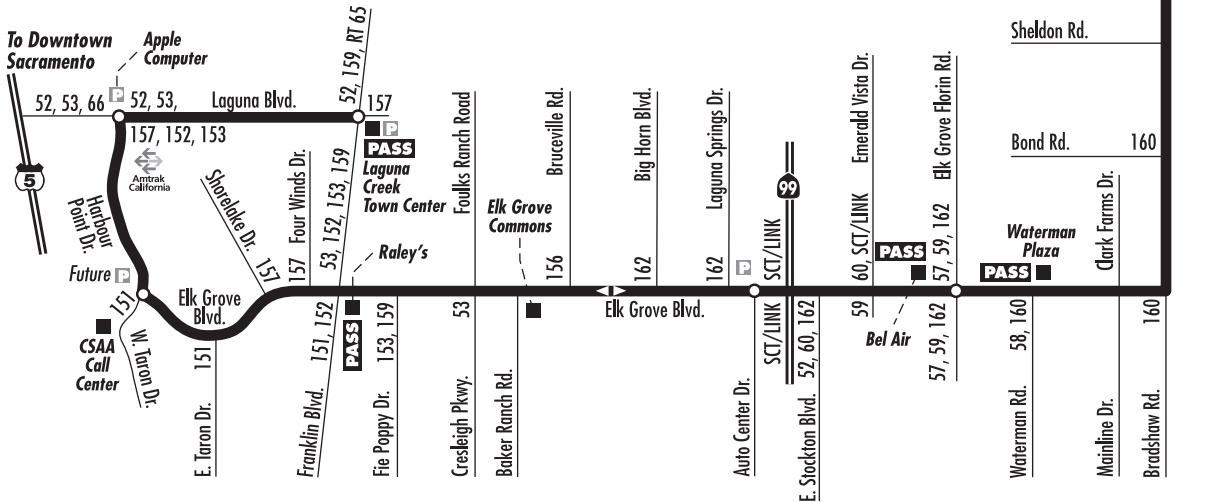 To Downtown
Sacramento
Apple
Computer
P
52, 53, 66
52, 53,
Laguna Blvd.
52, 159, RT 65
157
157, 152, 153
Amtrak
California
5
Harbour
Point Dr.
Future P
151
CSAA
Call
Center
W. Taron Dr.
Shorelake Dr.
157
Elk Grove
Blvd.
151
E. Taron Dr.
Four Winds Dr.
157
53, 152, 153, 159
P
PASS
Laguna
Creek
Town Center
Raley's
PASS
151, 152
Franklin Blvd.
153, 159
Fie Poppy Dr.
Foulks Ranch Road
53
Cresleigh Pkwy.
Baker Ranch Rd.
Elk Grove
Commons
Bruceville Rd.
156
Big Horn Blvd.
162
Elk Grove Blvd.
Laguna Springs Dr.
162
P
Auto Center Dr.
SCT/LINK
SCT/LINK
99
52, 60, 162
E. Stockton Blvd.
Emerald Vista Dr.
60, SCT/LINK
59
PASS
Bel Air
Elk Grove Florin Rd.
57, 59, 162
57, 59, 162
Waterman
Plaza
PASS
58, 160
Waterman Rd.
Clark Farms Dr.
Mainline Dr.
Sheldon Rd.
Bond Rd.
160
160
Bradshaw Rd.